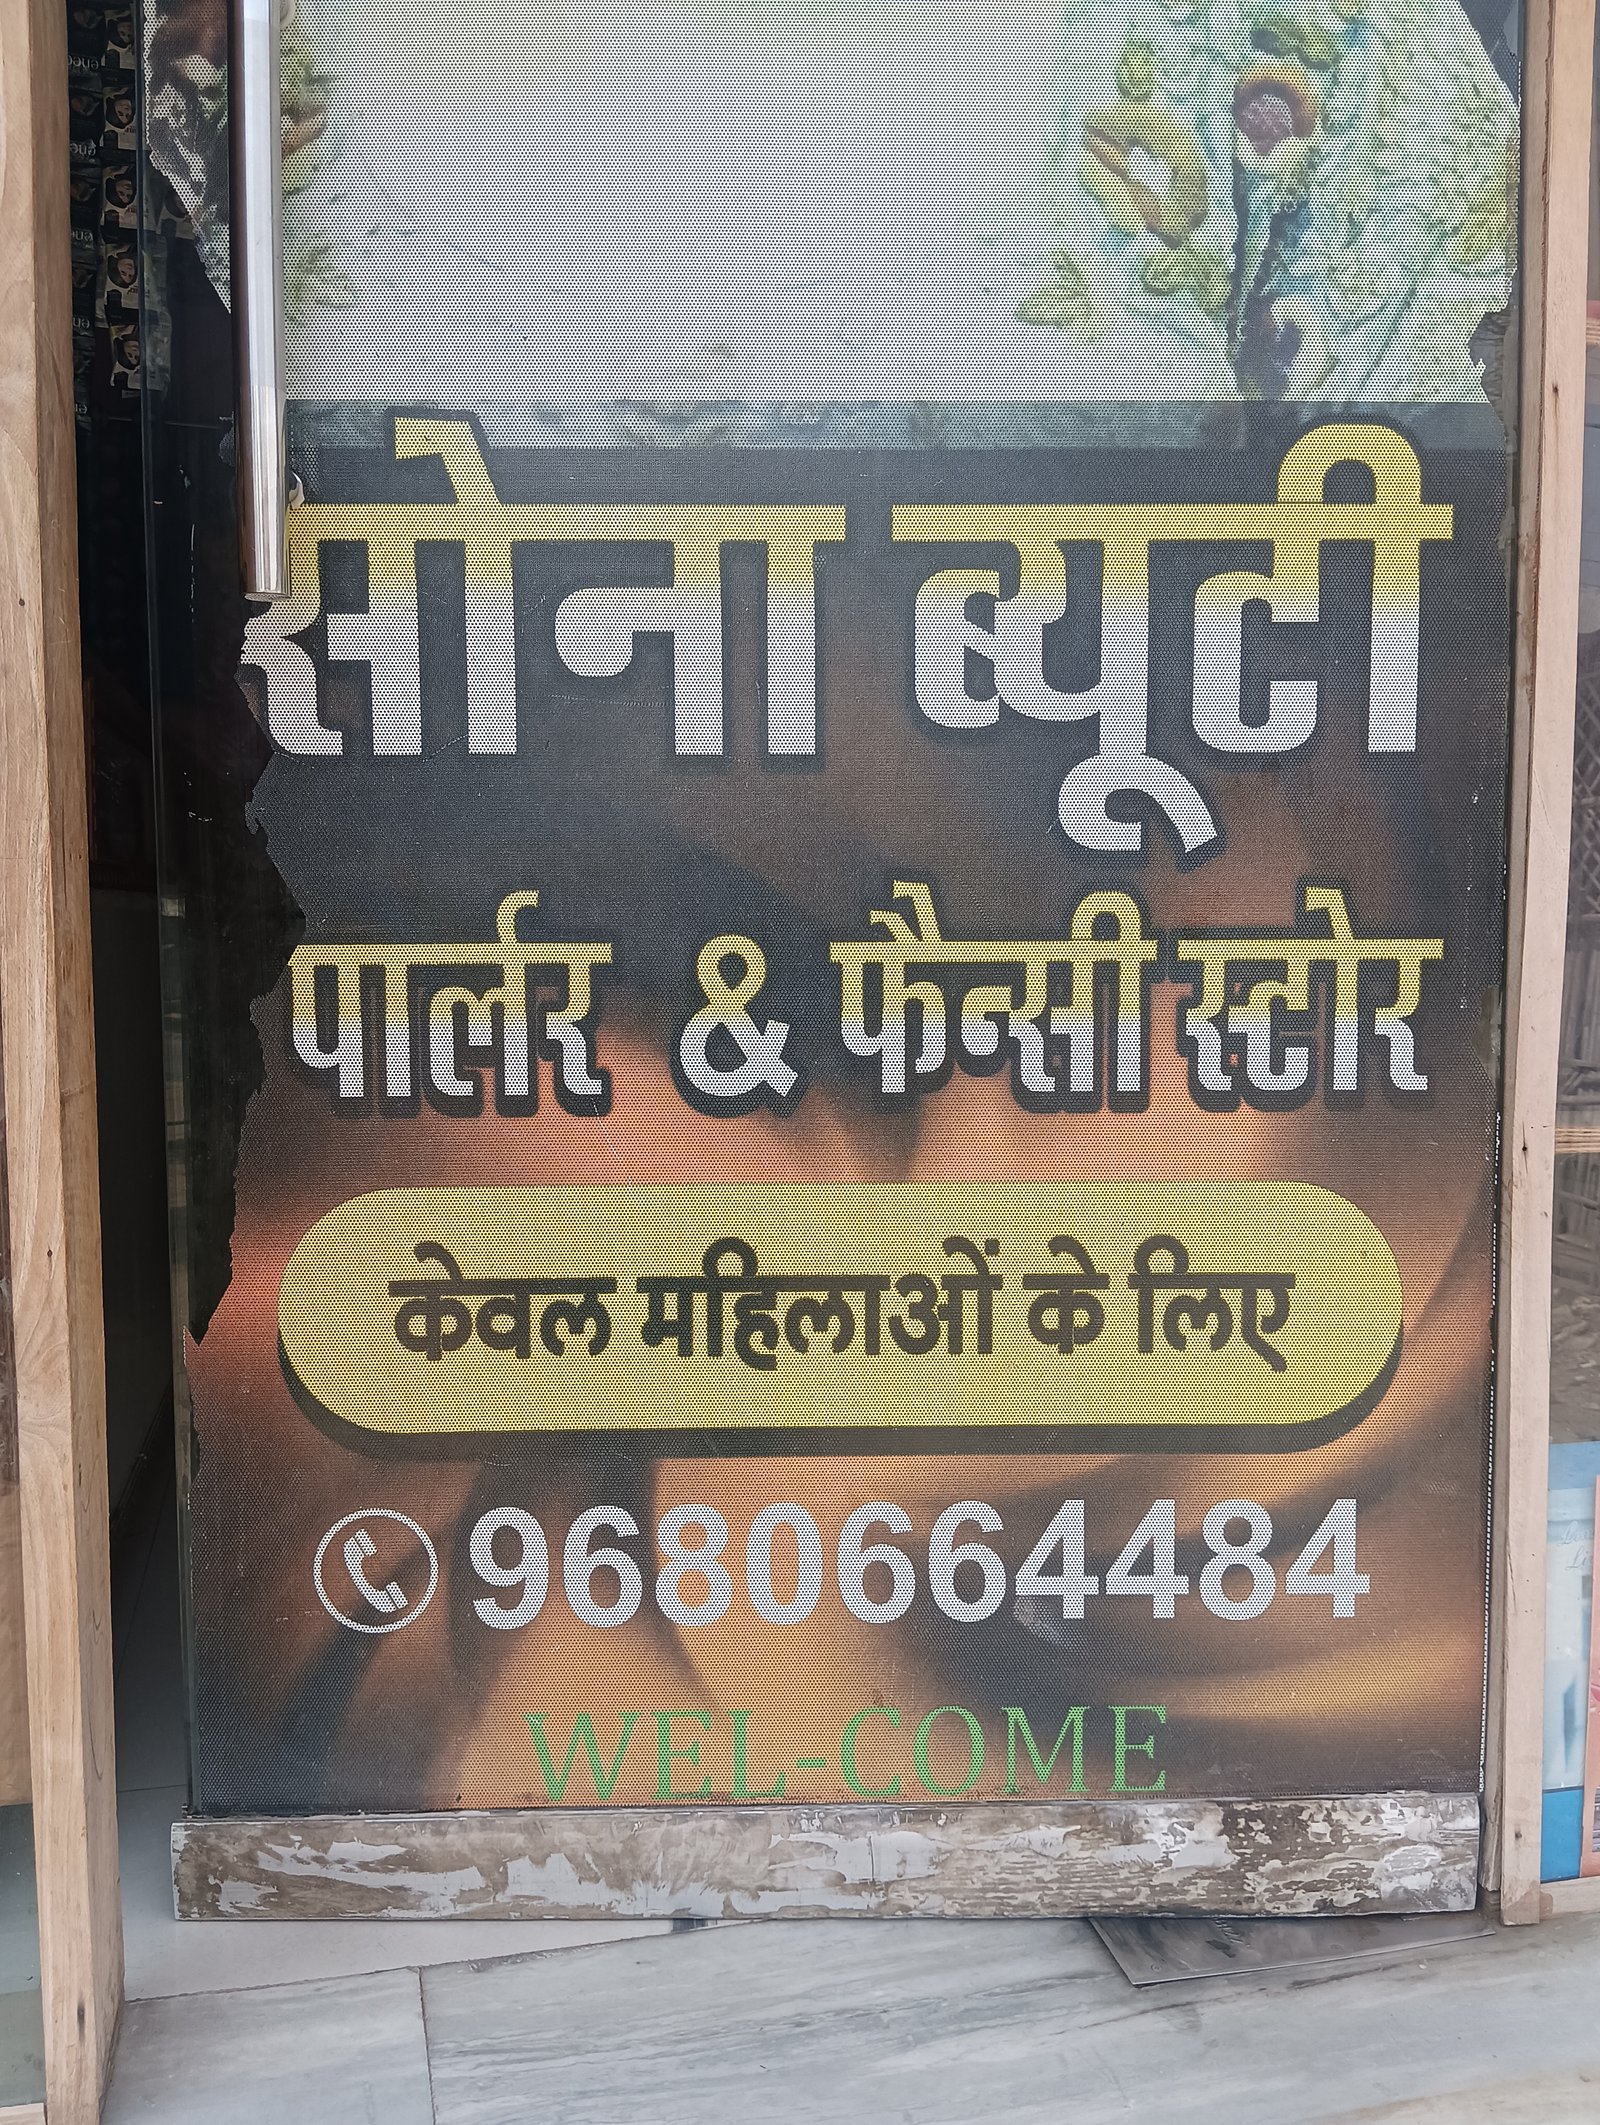 सोना ब्यूटी
पार्लर & फैन्सी स्टोर
केवल महिलाओं के लिए
9680664484
WEL-COME